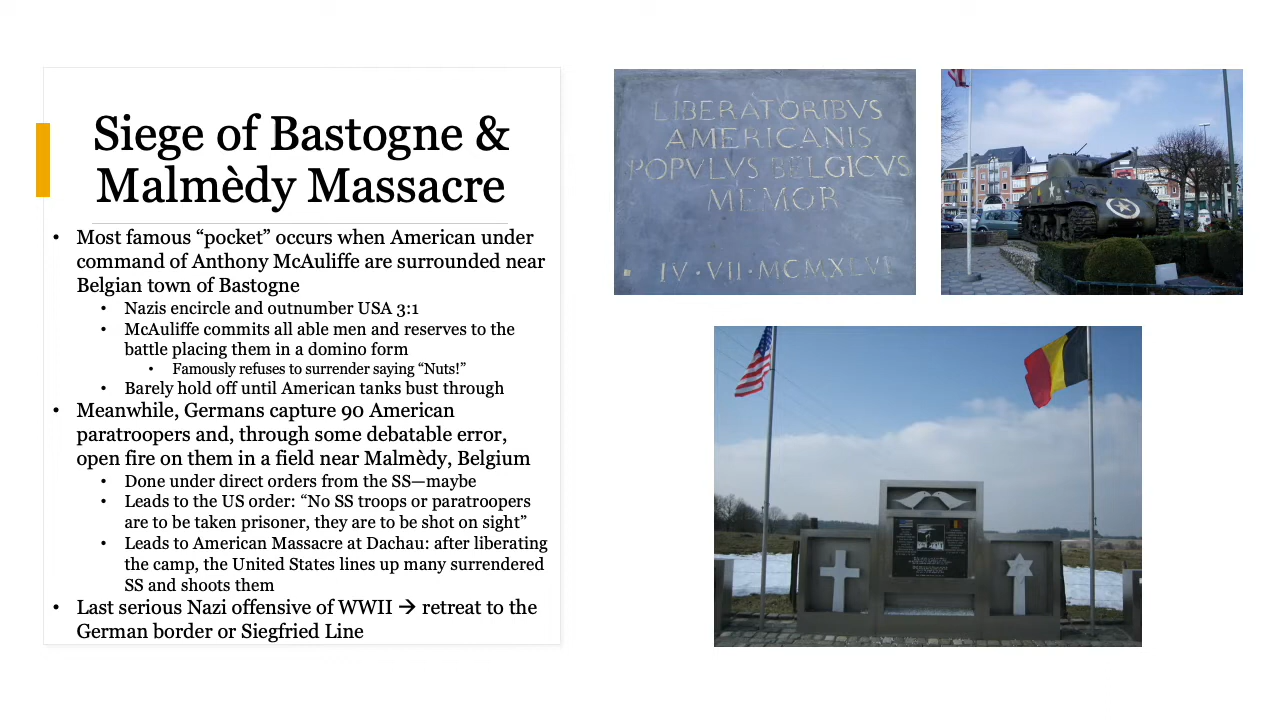 Siege of Bastogne &
Malmèdy Massacre
• Most famous “pocket” occurs when American under
command of Anthony McAuliffe are surrounded near
Belgian town of Bastogne
• Nazis encircle and outnumber USA 3:1
• McAuliffe commits all able men and reserves to the
battle placing them in a domino form
• Famously refuses to surrender saying “Nuts!”
• Barely hold off until American tanks bust through
• Meanwhile, Germans capture 90 American
paratroopers and, through some debatable error,
open fire on them in a field near Malmèdy, Belgium
• Done under direct orders from the SS—maybe
• Leads to the US order: “No SS troops or paratroopers
are to be taken prisoner, they are to be shot on sight”
• Leads to American Massacre at Dachau: after liberating
the camp, the United States lines up many surrendered
SS and shoots them
• Last serious Nazi offensive of WWII → retreat to the
German border or Siegfried Line
LIBERATORIBVS
AMERICANIS
POPVLVS BELGICVS
MEMOR
IV·VII·MCMXLVI